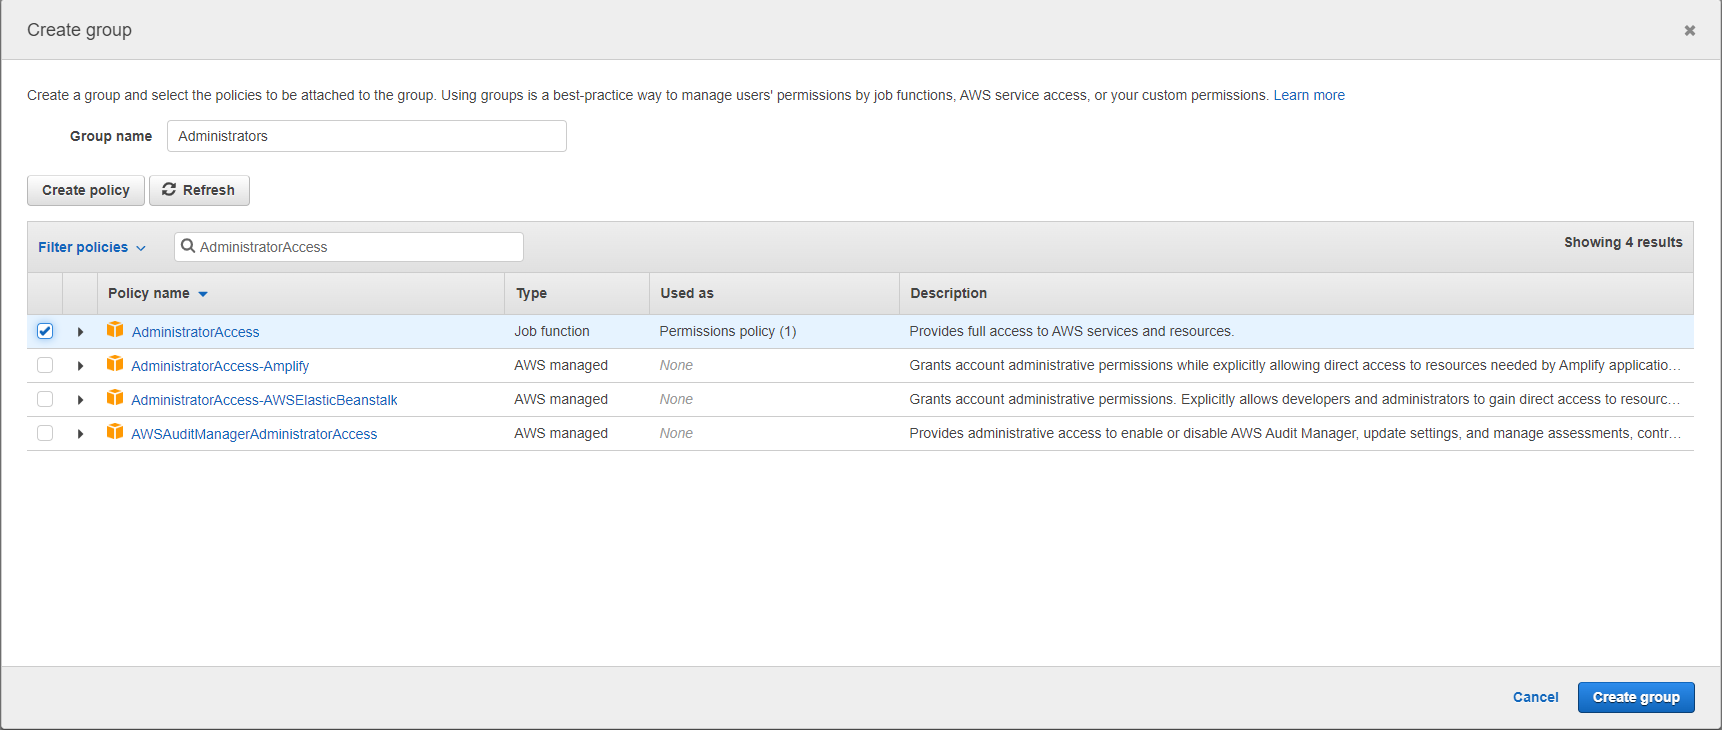 Create group
Create a group and select the policies to be attached to the group. Using groups is a best-practice way to manage users' permissions by job functions, AWS service access, or your custom permissions. Learn more
Group name Administrators
Create policy Refresh
Filter policies AdministratorAccess Showing 4 results
Policy name Type Used as Description
AdministratorAccess Job function Permissions policy (1) Provides full access to AWS services and resources.
AdministratorAccess-Amplify AWS managed None Grants account administrative permissions while explicitly allowing direct access to resources needed by Amplify applicatio…
AdministratorAccess-AWSElasticBeanstalk AWS managed None Grants account administrative permissions. Explicitly allows developers and administrators to gain direct access to resourc…
AWSAuditManagerAdministratorAccess AWS managed None Provides administrative access to enable or disable AWS Audit Manager, update settings, and manage assessments, contr…
Cancel Create group